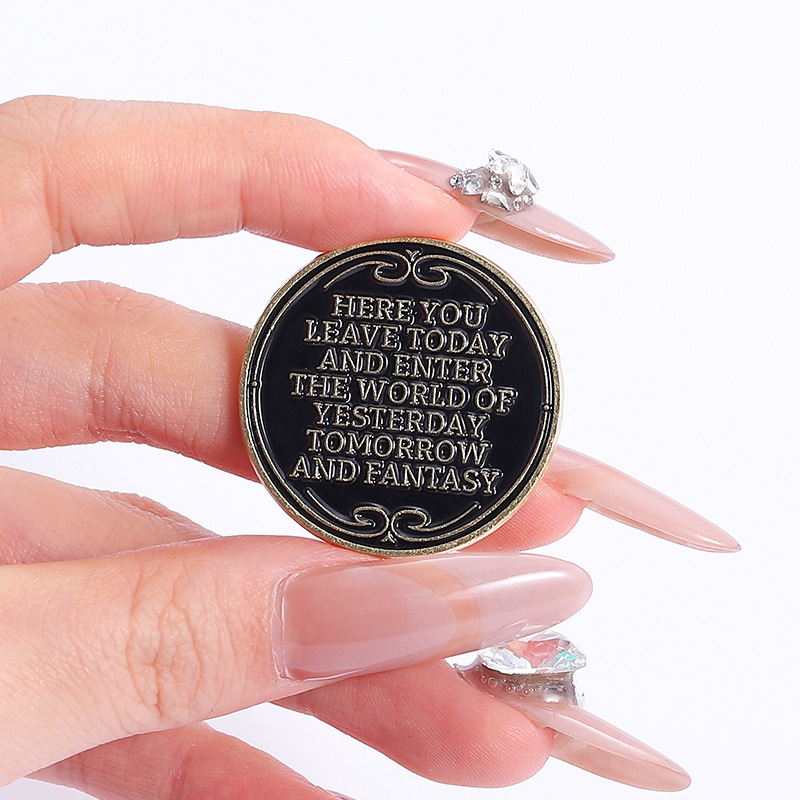 HERE YOU
LEAVE TODAY
AND ENTER
THE WORLD OF
YESTERDAY
TOMORROW
AND FANTASY